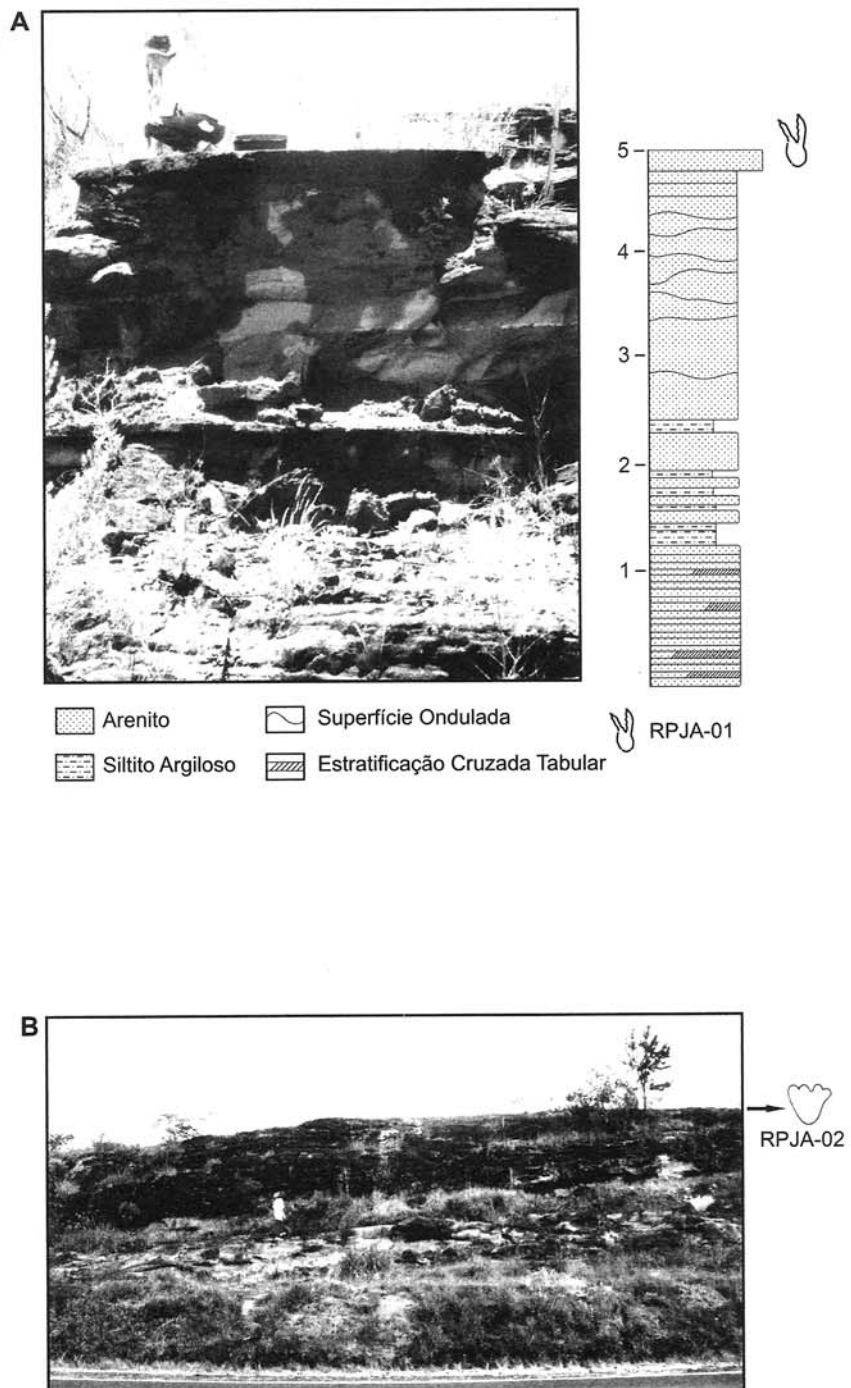 A
5
4
3
2
1
Arenito
Superfície Ondulada
RPJA-01
Siltito Argiloso
Estratificação Cruzada Tabular
B
RPJA-02